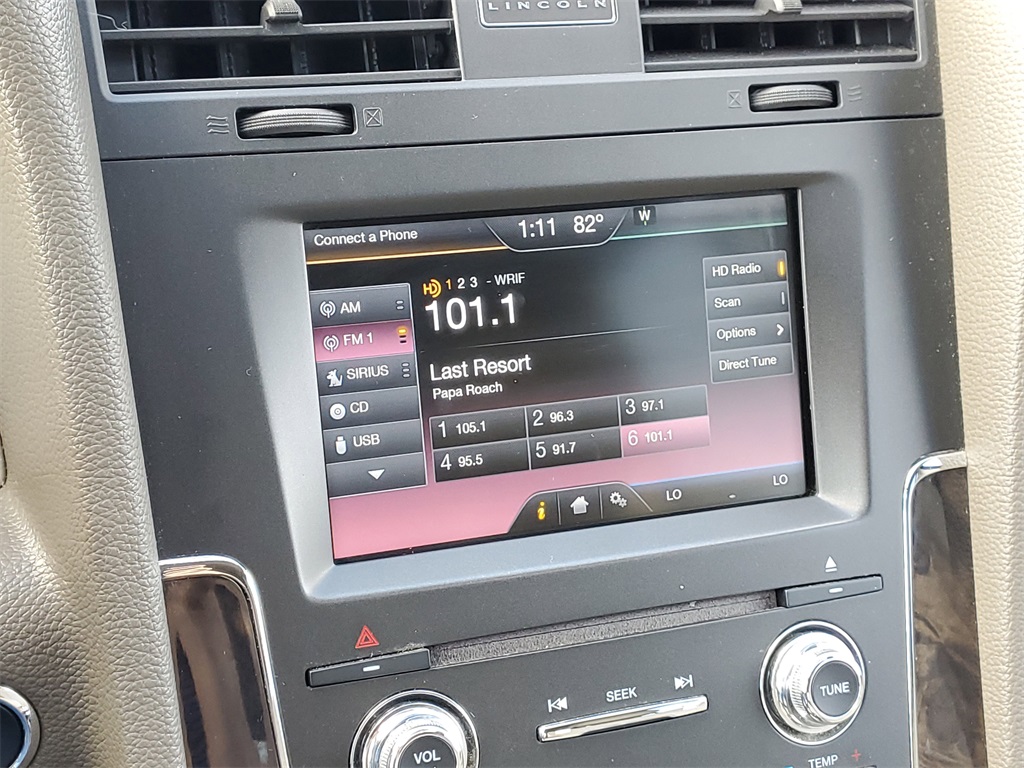 LINCOLN
Connect a Phone
1:11 82°
W
HD 1 2 3 - WRIF
101.1
Last Resort
Papa Roach
AM
FM 1
SIRIUS
CD
USB
HD Radio
Scan
Options
Direct Tune
1 105.1
2 96.3
3 97.1
4 95.5
5 91.7
6 101.1
i
LO - LO
SEEK
VOL
TUNE
TEMP +